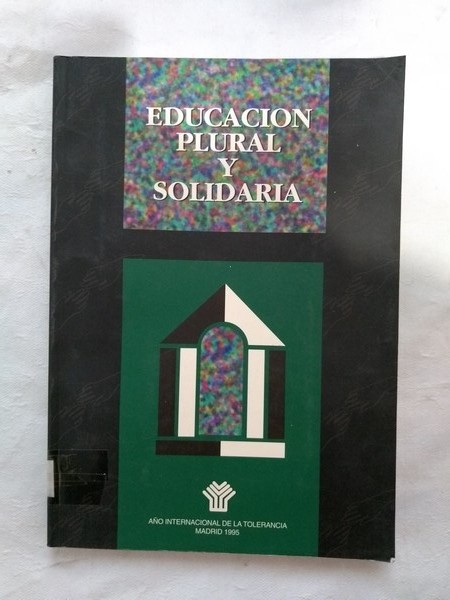 EDUCACION
PLURAL
Y
SOLIDARIA
AÑO INTERNACIONAL DE LA TOLERANCIA
MADRID 1995